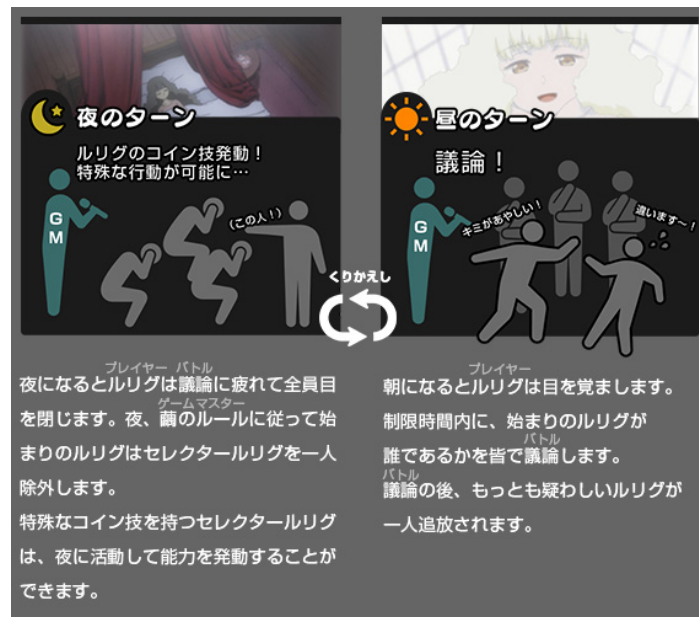 夜のターン
ルリグのコイン技発動！
特殊な行動が可能に…
GM
（この人！）
夜になるとルリグは議論に疲れて全員目
プレイヤー バトル
を閉じます。夜、繭のルールに従って始
ゲームマスター
まりのルリグはセレクタールリグを一人
除外します。
特殊なコイン技を持つセレクタールリグ
は、夜に活動して能力を発動することが
できます。
くりかえし
昼のターン
議論！
GM
キミがあやしい！
違います～！
プレイヤー
朝になるとルリグは目を覚まします。
制限時間内に、始まりのルリグが
バトル
誰であるかを皆で議論します。
バトル
議論の後、もっとも疑わしいルリグが
一人追放されます。